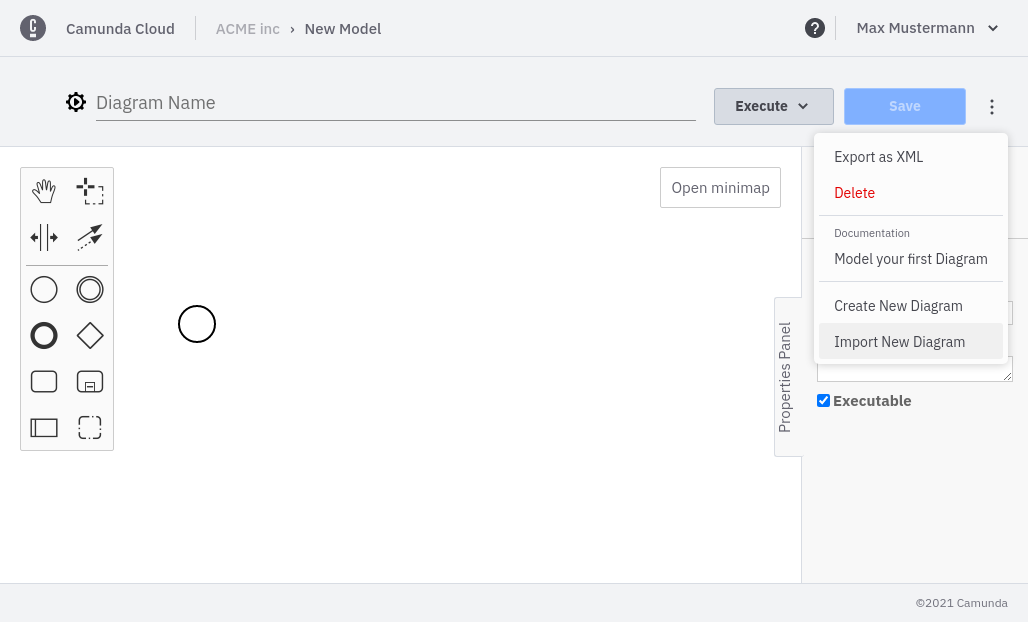 Camunda Cloud
ACME inc › New Model
Max Mustermann
Diagram Name
Execute
Save
Export as XML
Delete
Documentation
Model your first Diagram
Create New Diagram
Import New Diagram
Open minimap
Properties Panel
Executable
©2021 Camunda